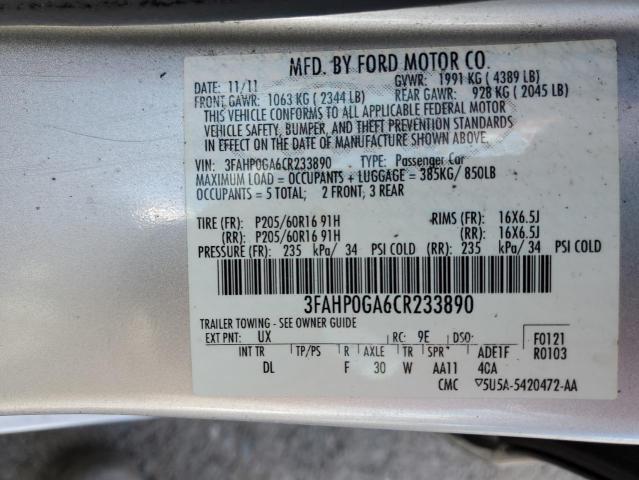 MFD. BY FORD MOTOR CO.
DATE: 11/11 GVWR: 1991 KG ( 4389 LB)
FRONT GAWR: 1063 KG ( 2344 LB) REAR GAWR: 928 KG ( 2045 LB)
THIS VEHICLE CONFORMS TO ALL APPLICABLE FEDERAL MOTOR
VEHICLE SAFETY, BUMPER, AND THEFT PREVENTION STANDARDS
IN EFFECT ON THE DATE OF MANUFACTURE SHOWN ABOVE.
VIN: 3FAHP0GA6CR233890 TYPE: Passenger Car
MAXIMUM LOAD = OCCUPANTS + LUGGAGE = 385KG/ 850LB
OCCUPANTS = 5 TOTAL; 2 FRONT, 3 REAR
TIRE (FR): P205/60R16 91H RIMS (FR): 16X6.5J
(RR): P205/60R16 91H (RR): 16X6.5J
PRESSURE (FR): 235 kPa/ 34 PSI COLD (RR): 235 kPa/ 34 PSI COLD
3FAHP0GA6CR233890
TRAILER TOWING - SEE OWNER GUIDE
EXT PNT: UX RC: 9E DSO: F0121
INT TR TP/PS R AXLE TR SPR ADE1F R0103
DL F 30 W AA11 4CA
CMC ▽5U5A-5420472-AA